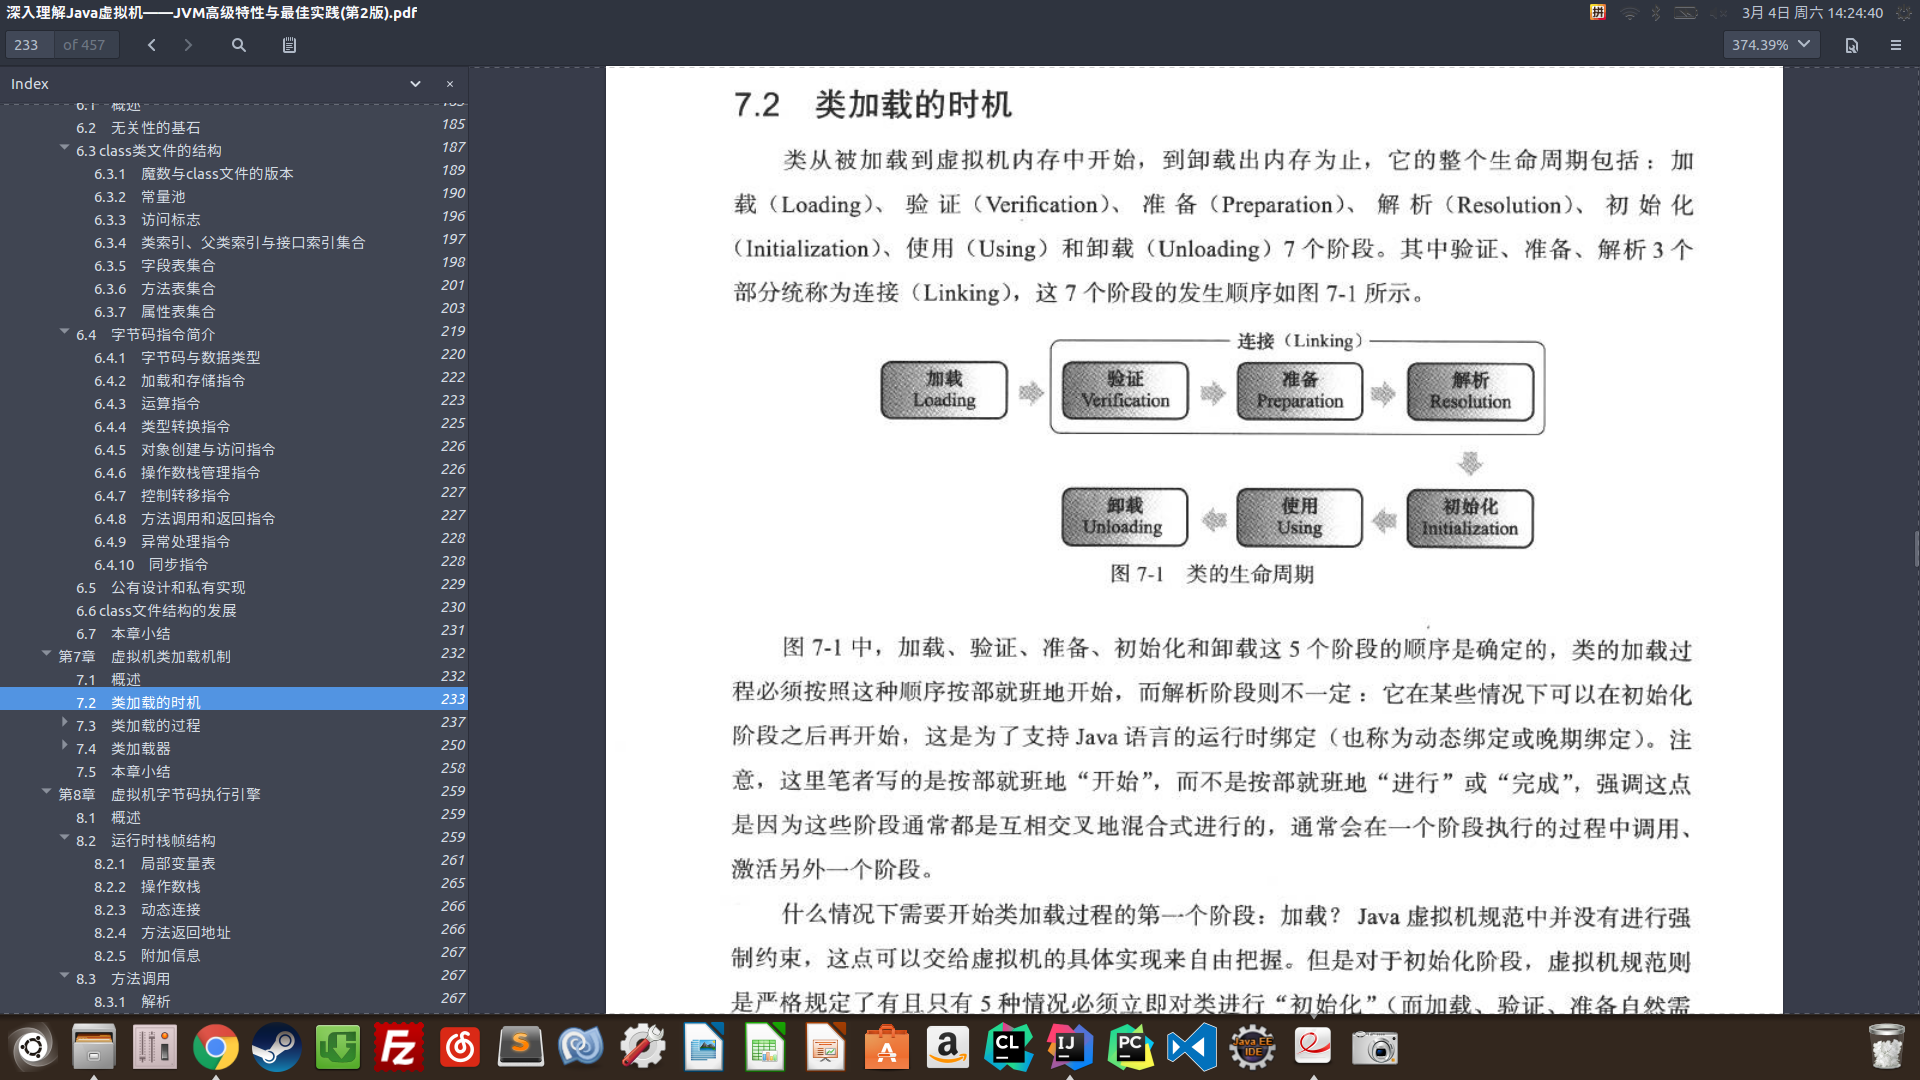 深入理解Java虚拟机——JVM高级特性与最佳实践(第2版).pdf
拼
3月 4日 周六 14:24:40
233 of 457
374.39%
Index
6.1 概述 183
6.2 无关性的基石 185
6.3 class类文件的结构 187
6.3.1 魔数与class文件的版本 189
6.3.2 常量池 190
6.3.3 访问标志 196
6.3.4 类索引、父类索引与接口索引集合 197
6.3.5 字段表集合 198
6.3.6 方法表集合 201
6.3.7 属性表集合 203
6.4 字节码指令简介 219
6.4.1 字节码与数据类型 220
6.4.2 加载和存储指令 222
6.4.3 运算指令 223
6.4.4 类型转换指令 225
6.4.5 对象创建与访问指令 226
6.4.6 操作数栈管理指令 226
6.4.7 控制转移指令 227
6.4.8 方法调用和返回指令 227
6.4.9 异常处理指令 228
6.4.10 同步指令 228
6.5 公有设计和私有实现 229
6.6 class文件结构的发展 230
6.7 本章小结 231
第7章 虚拟机类加载机制 232
7.1 概述 232
7.2 类加载的时机 233
7.3 类加载的过程 237
7.4 类加载器 250
7.5 本章小结 258
第8章 虚拟机字节码执行引擎 259
8.1 概述 259
8.2 运行时栈帧结构 259
8.2.1 局部变量表 261
8.2.2 操作数栈 265
8.2.3 动态连接 266
8.2.4 方法返回地址 266
8.2.5 附加信息 267
8.3 方法调用 267
8.3.1 解析 267
7.2 类加载的时机
类从被加载到虚拟机内存中开始，到卸载出内存为止，它的整个生命周期包括：加
载（Loading）、验证（Verification）、准备（Preparation）、解析（Resolution）、初始化
（Initialization）、使用（Using）和卸载（Unloading）7 个阶段。其中验证、准备、解析 3 个
部分统称为连接（Linking），这 7 个阶段的发生顺序如图 7-1 所示。
连接（Linking）
加载
Loading
验证
Verification
准备
Preparation
解析
Resolution
卸载
Unloading
使用
Using
初始化
Initialization
图 7-1 类的生命周期
图 7-1 中，加载、验证、准备、初始化和卸载这 5 个阶段的顺序是确定的，类的加载过
程必须按照这种顺序按部就班地开始，而解析阶段则不一定：它在某些情况下可以在初始化
阶段之后再开始，这是为了支持 Java 语言的运行时绑定（也称为动态绑定或晚期绑定）。注
意，这里笔者写的是按部就班地“开始”，而不是按部就班地“进行”或“完成”，强调这点
是因为这些阶段通常都是互相交叉地混合式进行的，通常会在一个阶段执行的过程中调用、
激活另外一个阶段。
什么情况下需要开始类加载过程的第一个阶段：加载？Java 虚拟机规范中并没有进行强
制约束，这点可以交给虚拟机的具体实现来自由把握。但是对于初始化阶段，虚拟机规范则
是严格规定了有且只有 5 种情况必须立即对类进行“初始化”（而加载、验证、准备自然需
Fz
S
A
a
CL
IJ
PC
Java EE
IDE